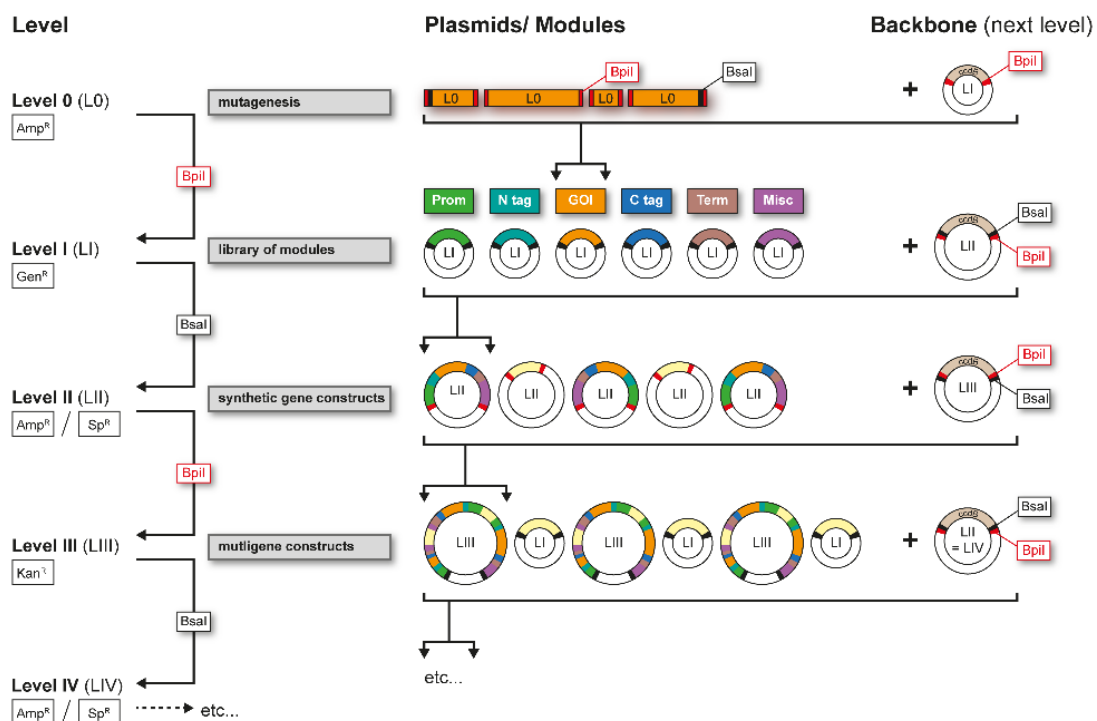 Level
Plasmids/ Modules
Backbone (next level)
Level 0 (L0)
AmpR
mutagenesis
BpiI
BsaI
L0 L0 L0 L0
+
ccdB
LI
BpiI
BpiI
Prom
N tag
GOI
C tag
Term
Misc
Level I (LI)
GenR
library of modules
LI LI LI LI LI LI
+
ccdB
LII
BsaI
BpiI
BsaI
Level II (LII)
AmpR / SpR
synthetic gene constructs
LII LII LII LII LII
+
ccdB
LIII
BpiI
BsaI
BpiI
Level III (LIII)
KanR
mutligene constructs
LIII LI LIII LI LIII LI
+
ccdB
LII
= LIV
BsaI
BpiI
BsaI
etc...
Level IV (LIV)
AmpR / SpR
etc...